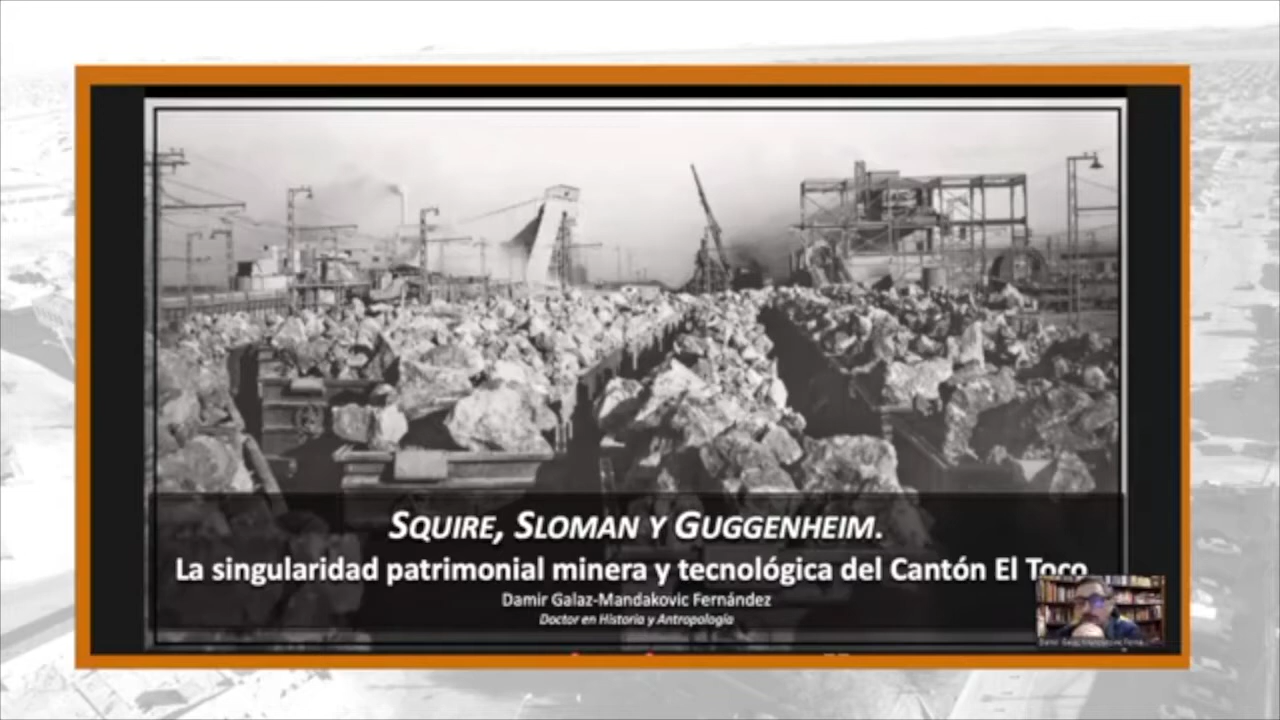 SQUIRE, SLOMAN Y GUGGENHEIM.
La singularidad patrimonial minera y tecnológica del Cantón El Toco
Damir Galaz-Mandakovic Fernández
Doctor en Historia y Antropología